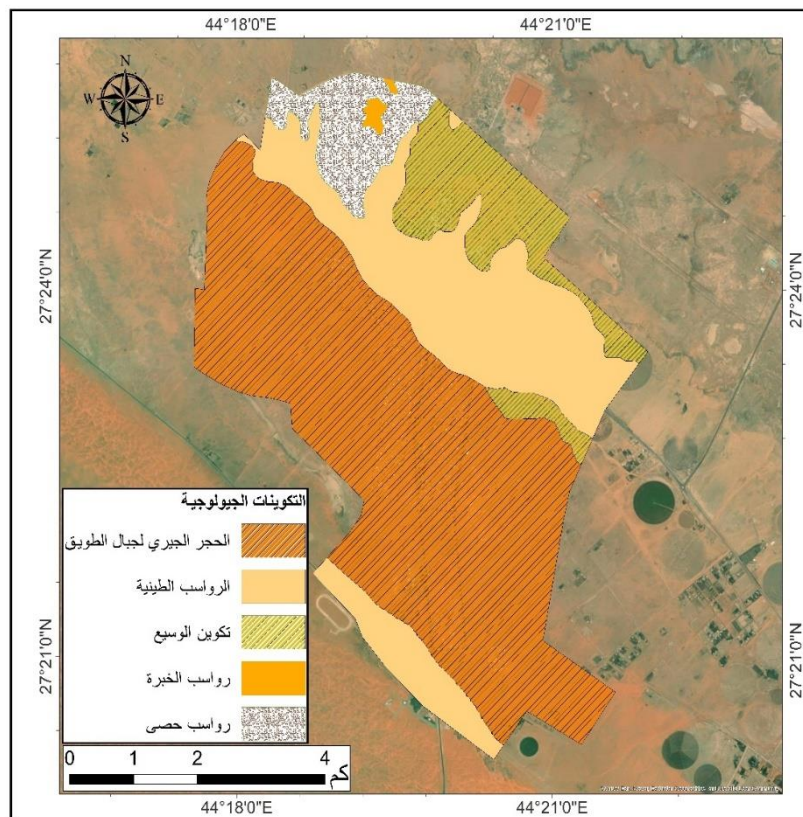 44°18'0"E 44°21'0"E
N
W E
S
27°24'0"N 27°24'0"N
27°21'0"N 27°21'0"N
التكوينات الجيولوجية
الحجر الجيري لجبال الطويق
الرواسب الطينية
تكوين الوسيع
رواسب الخبرة
رواسب حصى
0 1 2 4
كم
44°18'0"E 44°21'0"E